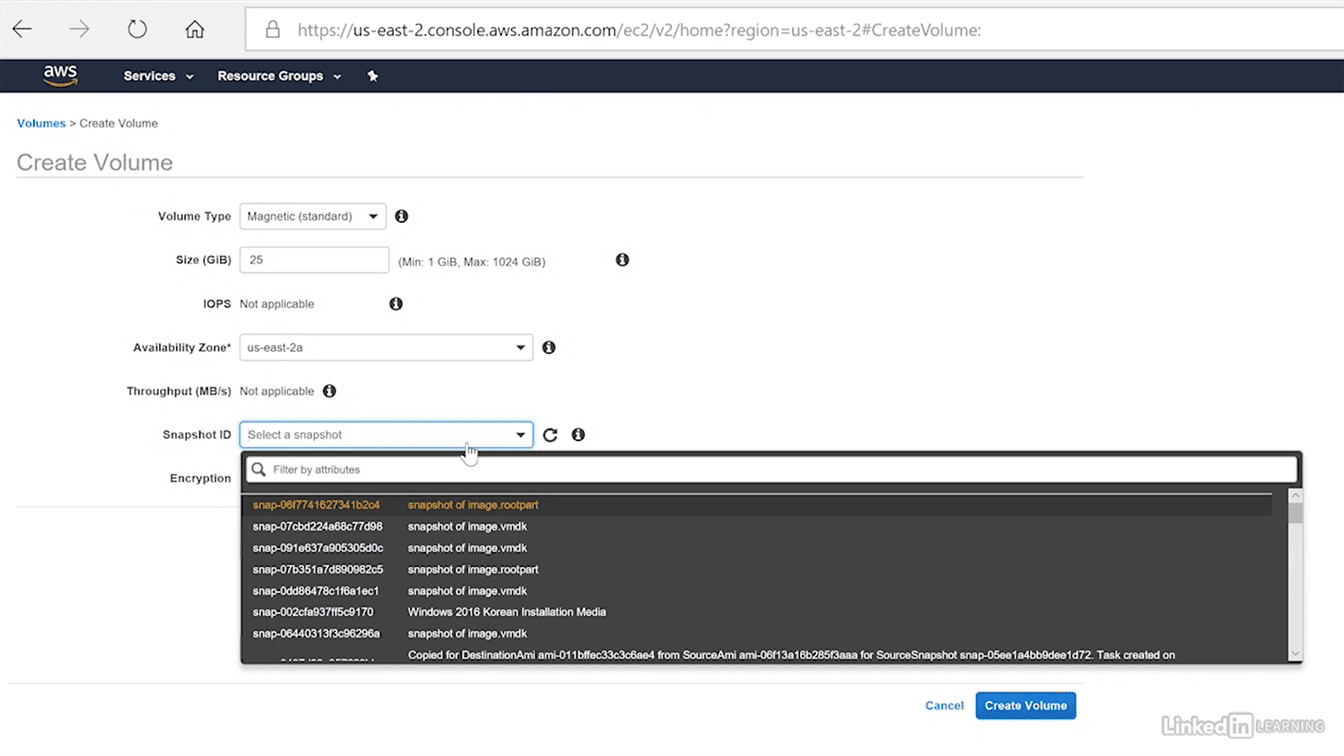 https://us-east-2.console.aws.amazon.com/ec2/v2/home?region=us-east-2#CreateVolume:
aws Services Resource Groups
Volumes > Create Volume
Create Volume
Volume Type Magnetic (standard)
Size (GiB) 25 (Min: 1 GiB, Max: 1024 GiB)
IOPS Not applicable
Availability Zone* us-east-2a
Throughput (MB/s) Not applicable
Snapshot ID Select a snapshot
Encryption
Filter by attributes
snap-06f7741627341b2c4 snapshot of image.rootpart
snap-07cbd224a68c77d98 snapshot of image.vmdk
snap-091e637a905305d0c snapshot of image.vmdk
snap-07b351a7d890982c5 snapshot of image.rootpart
snap-0dd86478c1f6a1ec1 snapshot of image.vmdk
snap-002cfa937ff5c9170 Windows 2016 Korean Installation Media
snap-06440313f3c96296a snapshot of image.vmdk
Copied for DestinationAmi ami-011bffec33c3c6ae4 from SourceAmi ami-06f13a16b285f3aaa for SourceSnapshot snap-05ee1a4bb9dee1d72. Task created on
Cancel Create Volume
LinkedIn LEARNING